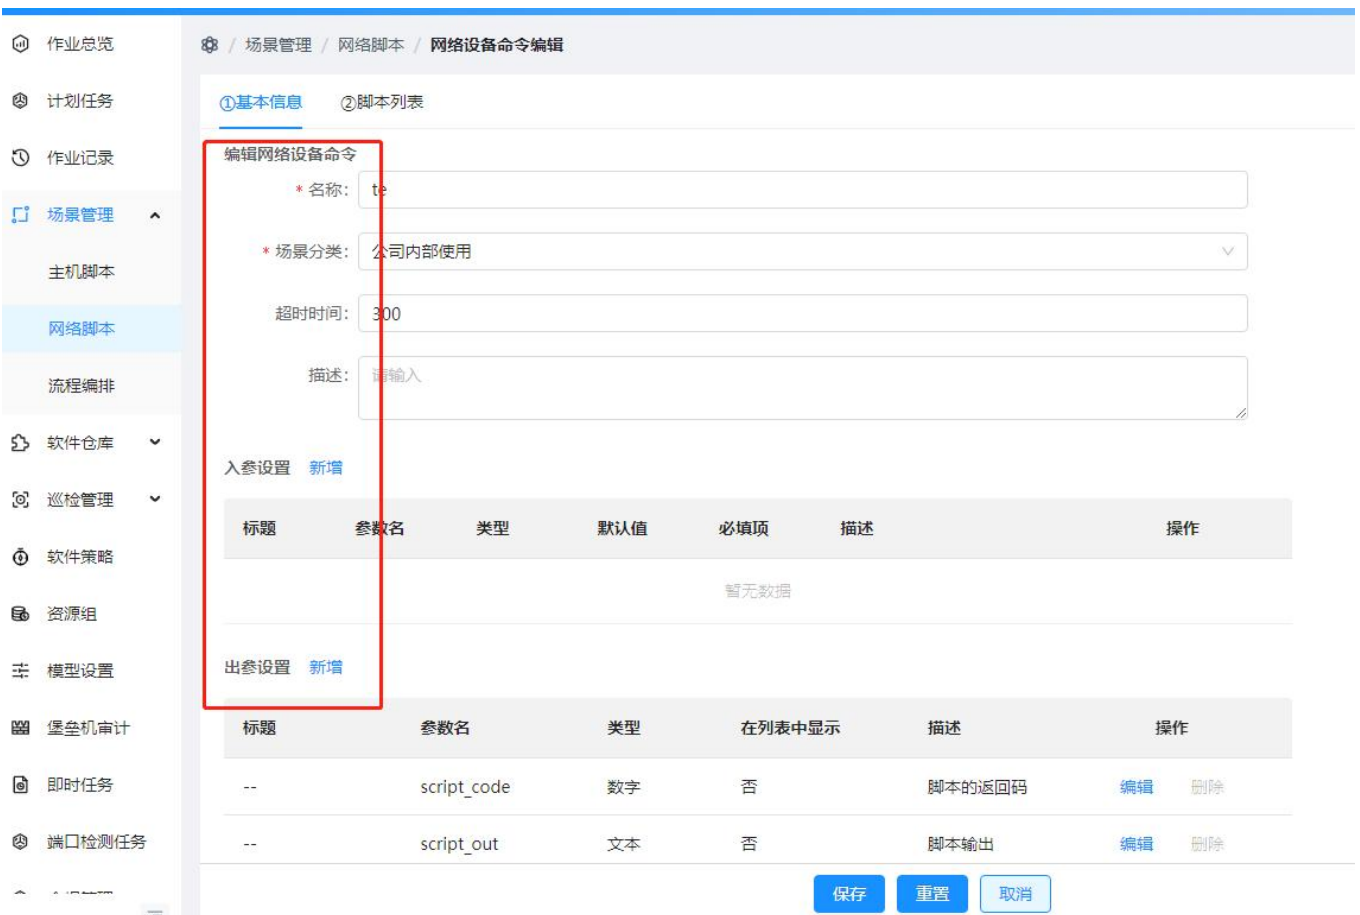 作业总览
计划任务
作业记录
场景管理
主机脚本
网络脚本
流程编排
软件仓库
巡检管理
软件策略
资源组
模型设置
堡垒机审计
即时任务
端口检测任务
/ 场景管理 / 网络脚本 / 网络设备命令编辑
①基本信息 ②脚本列表
编辑网络设备命令
* 名称: te
* 场景分类: 公司内部使用
超时时间: 300
描述: 请输入
入参设置 新增
标题 参数名 类型 默认值 必填项 描述 操作
暂无数据
出参设置 新增
标题 参数名 类型 在列表中显示 描述 操作
-- script_code 数字 否 脚本的返回码 编辑 删除
-- script_out 文本 否 脚本输出 编辑 删除
保存 重置 取消